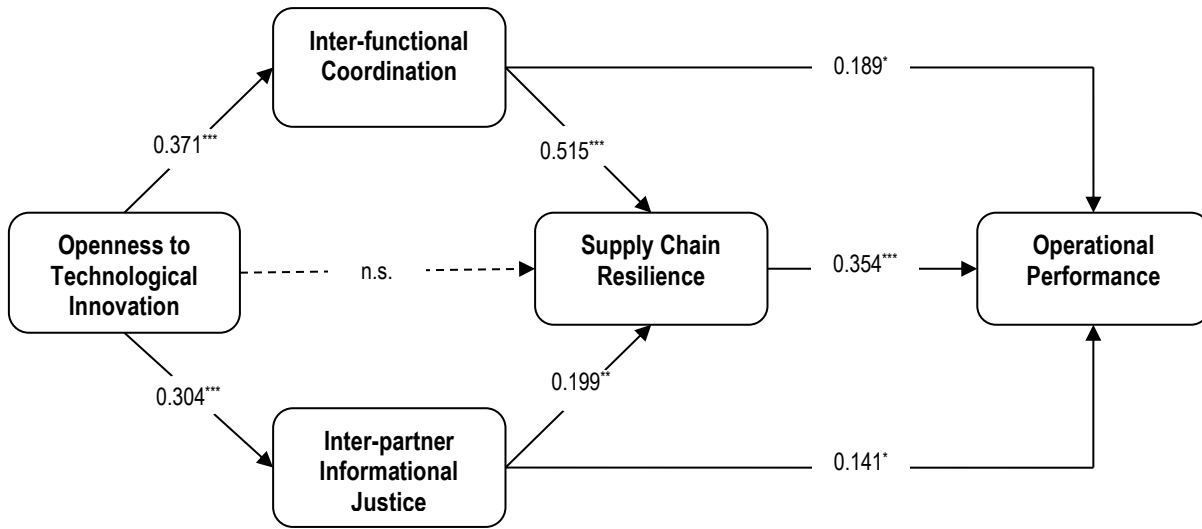 Inter-functional
Coordination
0.189*
0.371***
0.515***
Openness to
Technological
Innovation
n.s.
Supply Chain
Resilience
0.354***
Operational
Performance
0.304***
0.199**
Inter-partner
Informational
Justice
0.141*